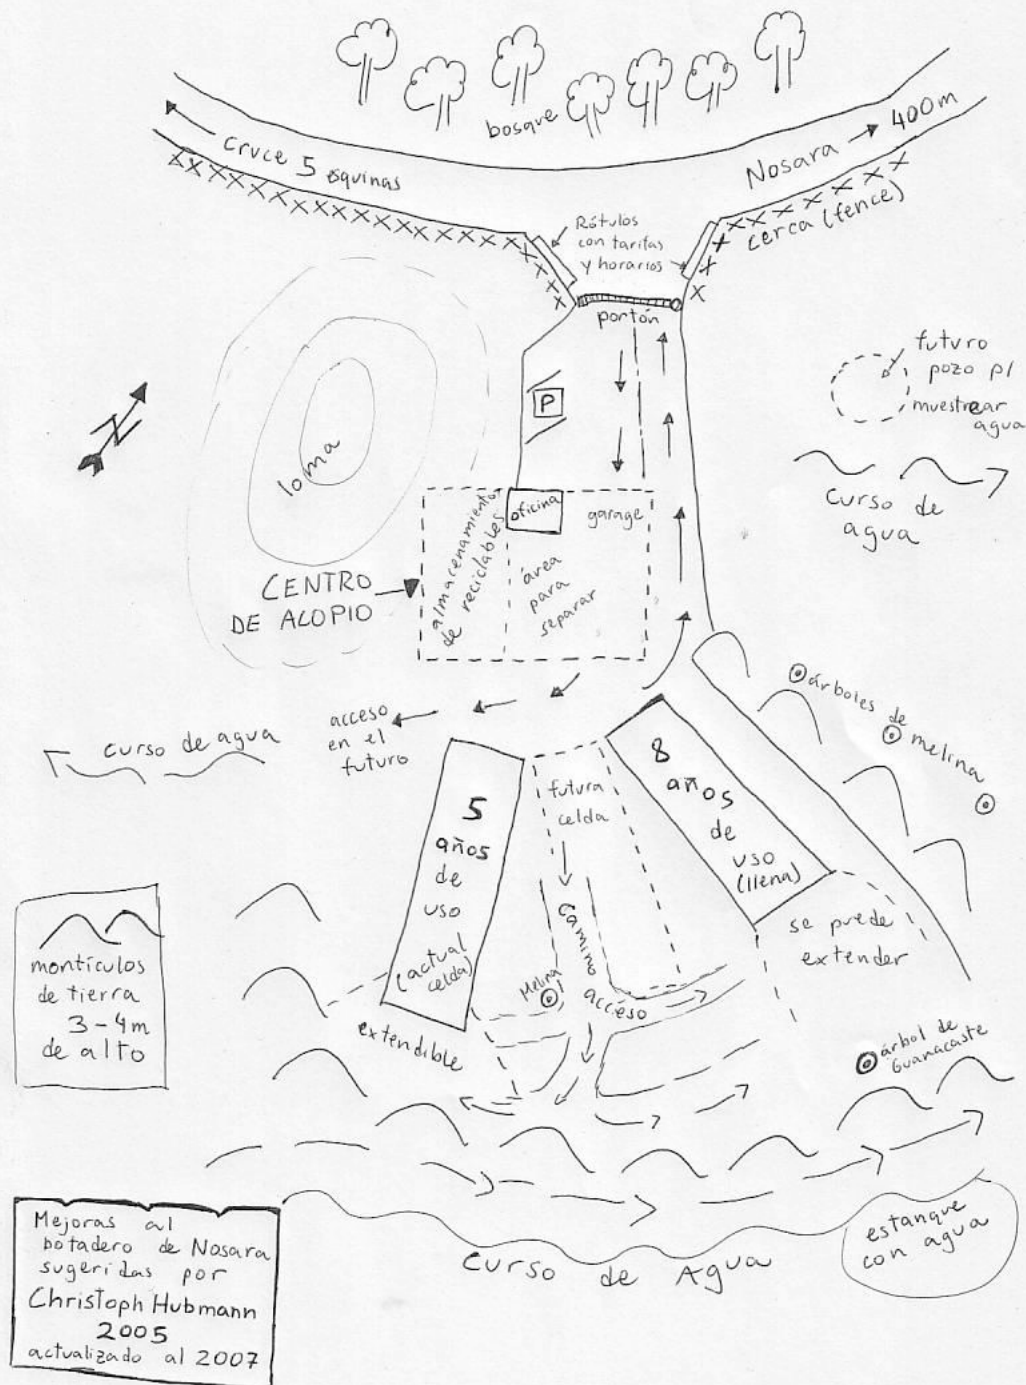 bosque
cruce 5 esquinas
Nosara → 400m
cerca (fence)
Rótulos
con tarifas
y horarios
portón
futuro
pozo p/
muestrear
agua
P
N
loma
curso de
agua
oficina
garage
almacenamiento
de reciclables
área
para
separar
CENTRO
DE ACOPIO
acceso
en el
futuro
curso de agua
árboles de
melina
5
años
de
uso
(actual
celda)
futura
celda
8
años
de
uso
(llena)
se puede
extender
camino
acceso
Melina
extendible
montículos
de tierra
3-4m
de alto
árbol de
Guanacaste
estanque
con agua
Curso de Agua
Mejoras al
botadero de Nosara
sugeridas por
Christoph Hubmann
2005
actualizado al 2007